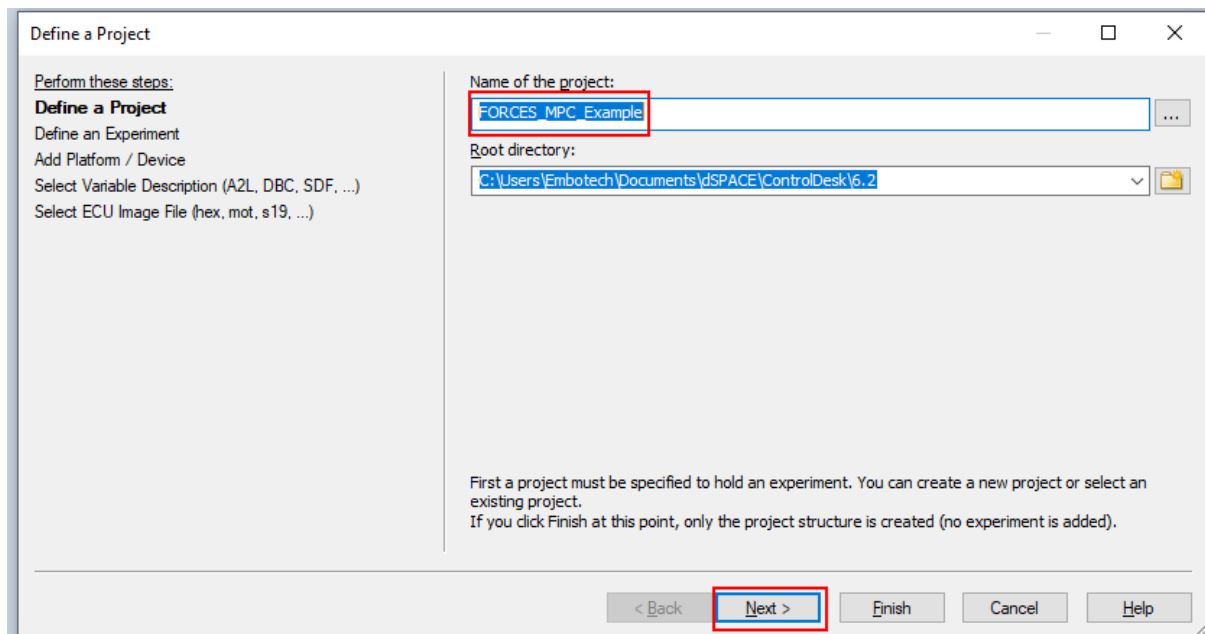 Define a Project
Perform these steps:
Define a Project
Define an Experiment
Add Platform / Device
Select Variable Description (A2L, DBC, SDF, ...)
Select ECU Image File (hex, mot, s19, ...)
Name of the project:
FORCES_MPC_Example
...
Root directory:
C:\Users\Embotech\Documents\dSPACE\ControlDesk\6.2
First a project must be specified to hold an experiment. You can create a new project or select an
existing project.
If you click Finish at this point, only the project structure is created (no experiment is added).
< Back Next > Finish Cancel Help